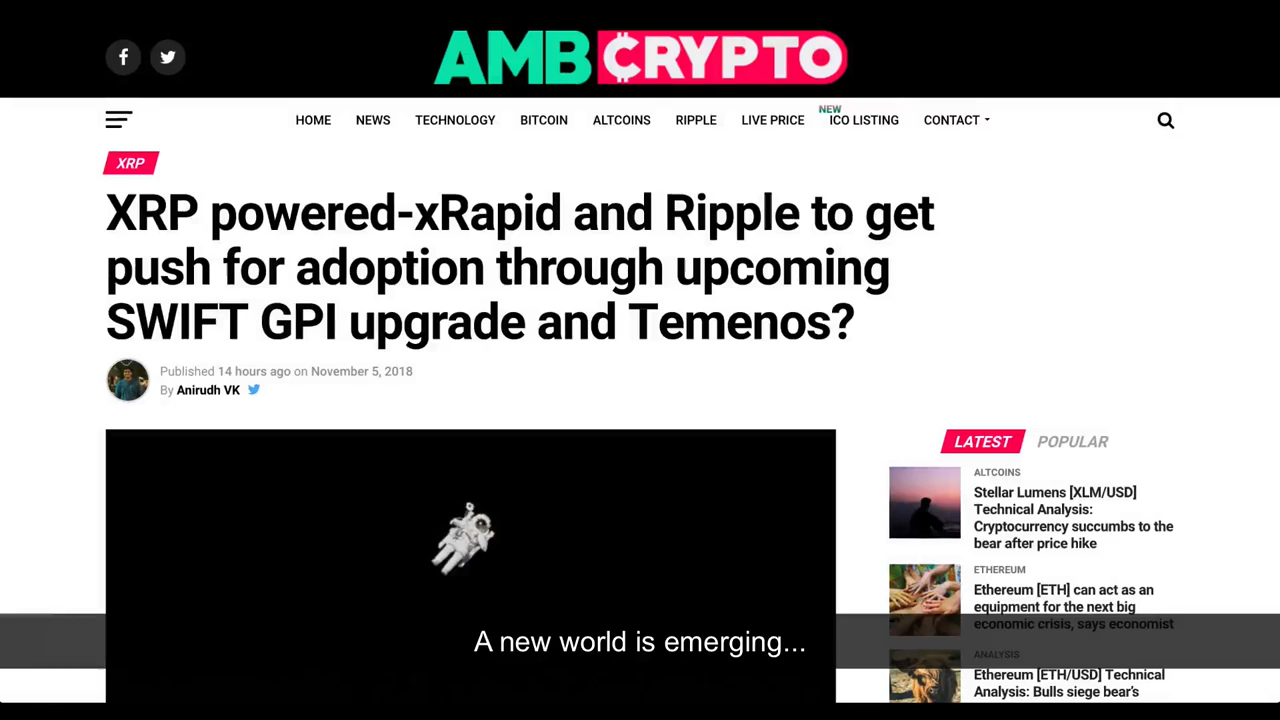 AMBCRYPTO
NEW
HOME NEWS TECHNOLOGY BITCOIN ALTCOINS RIPPLE LIVE PRICE ICO LISTING CONTACT
XRP
XRP powered-xRapid and Ripple to get
push for adoption through upcoming
SWIFT GPI upgrade and Temenos?
Published 14 hours ago on November 5, 2018
By Anirudh VK
LATEST POPULAR
ALTCOINS
Stellar Lumens [XLM/USD]
Technical Analysis:
Cryptocurrency succumbs to the
bear after price hike
ETHEREUM
Ethereum [ETH] can act as an
equipment for the next big
economic crisis, says economist
A new world is emerging...
ANALYSIS
Ethereum [ETH/USD] Technical
Analysis: Bulls siege bear's